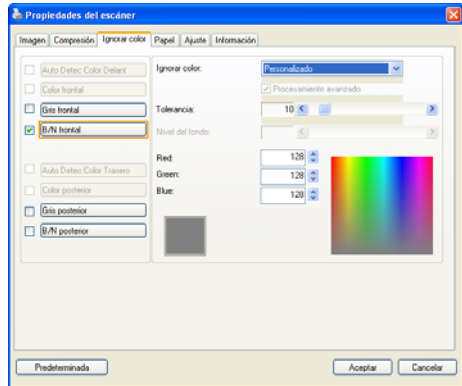 Propiedades del escáner
Imagen Compresión Ignorar color Papel Ajuste Información
Auto Detec Color Delant
Color frontal
Gris frontal
B/N frontal
Auto Detec Color Trasero
Color posterior
Gris posterior
B/N posterior
Ignorar color: Personalizado
Procesamiento avanzado
Tolerancia: 10
Nivel del fondo:
Red: 128
Green: 128
Blue: 128
Predeterminada Aceptar Cancelar